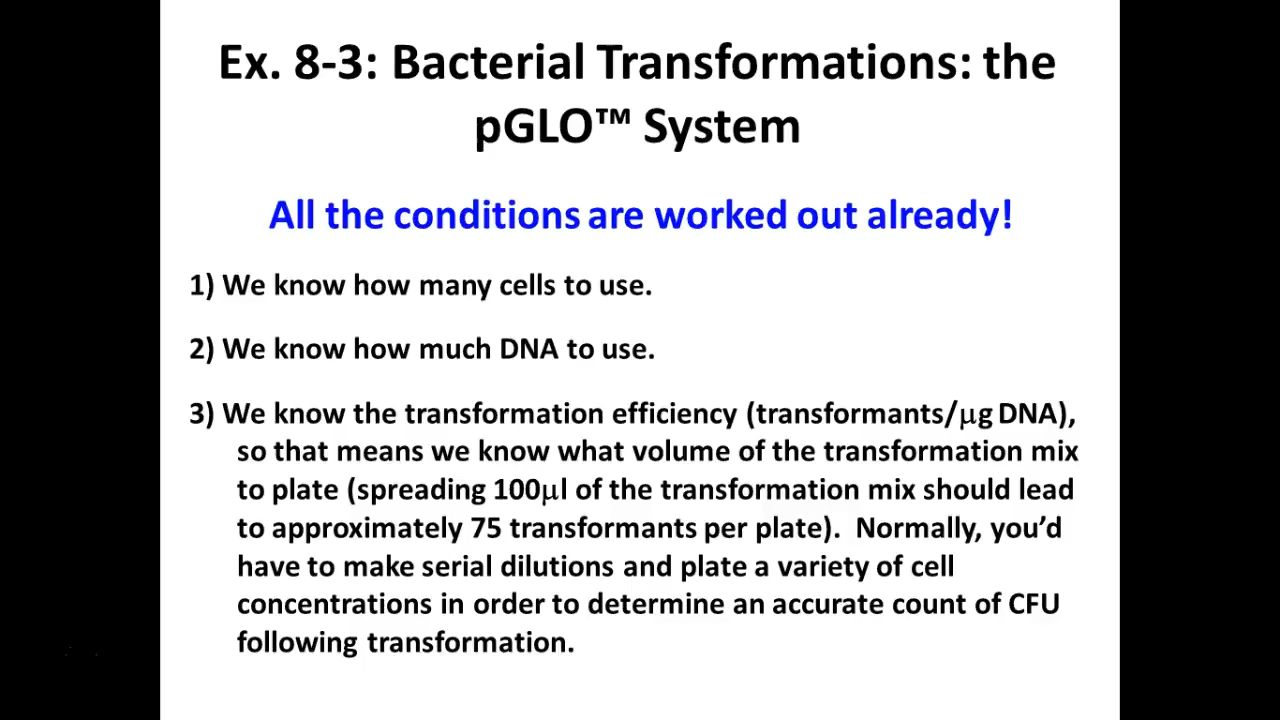 Ex. 8-3: Bacterial Transformations: the
pGLO™ System
All the conditions are worked out already!
1) We know how many cells to use.
2) We know how much DNA to use.
3) We know the transformation efficiency (transformants/μg DNA),
so that means we know what volume of the transformation mix
to plate (spreading 100μl of the transformation mix should lead
to approximately 75 transformants per plate).  Normally, you’d
have to make serial dilutions and plate a variety of cell
concentrations in order to determine an accurate count of CFU
following transformation.